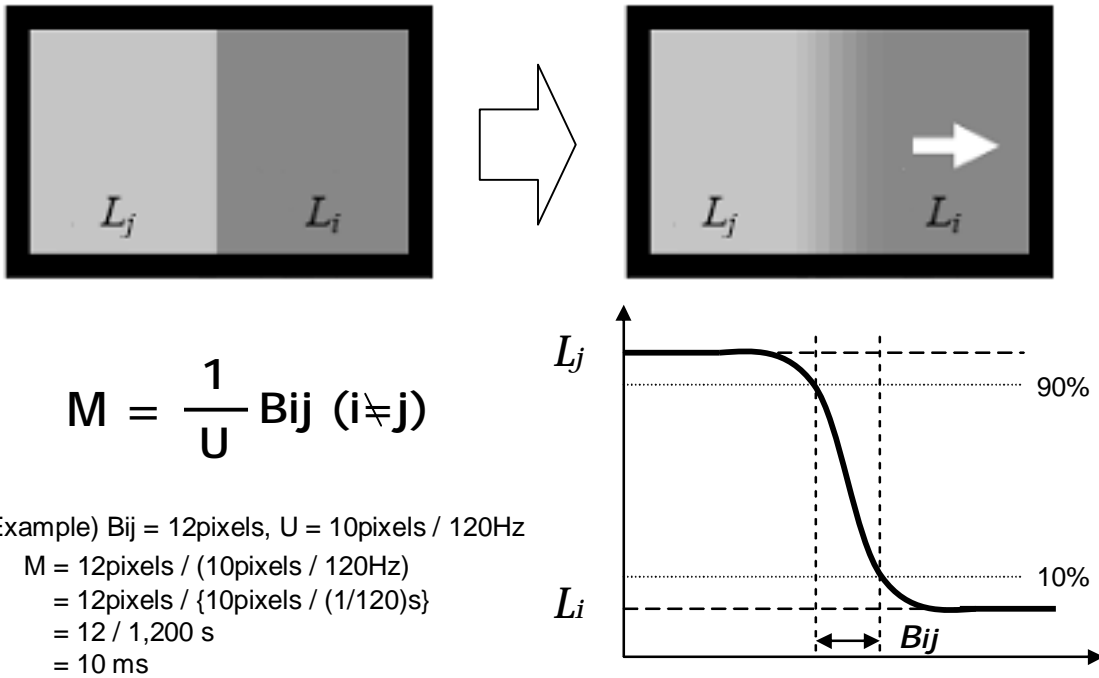 Lj Li
Lj Li
M = 1/U Bij (i≠j)
Example) Bij = 12pixels, U = 10pixels / 120Hz
M = 12pixels / (10pixels / 120Hz)
= 12pixels / {10pixels / (1/120)s}
= 12 / 1,200 s
= 10 ms
Lj
90%
10%
Li
Bij